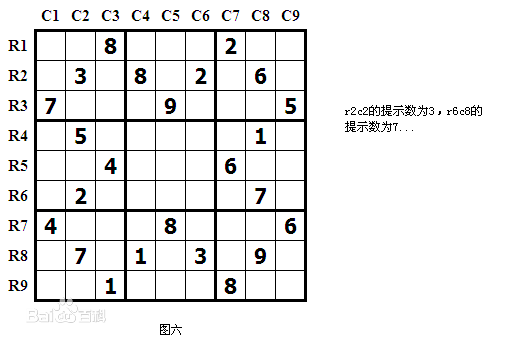 C1 C2 C3 C4 C5 C6 C7 C8 C9
R1 8 2
R2 3 8 2 6
R3 7 9 5
R4 5 1
R5 4 6
R6 2 7
R7 4 8 6
R8 7 1 3 9
R9 1 8
r2c2的提示数为3,r6c8的
提示数为7...
Bai百科
图六